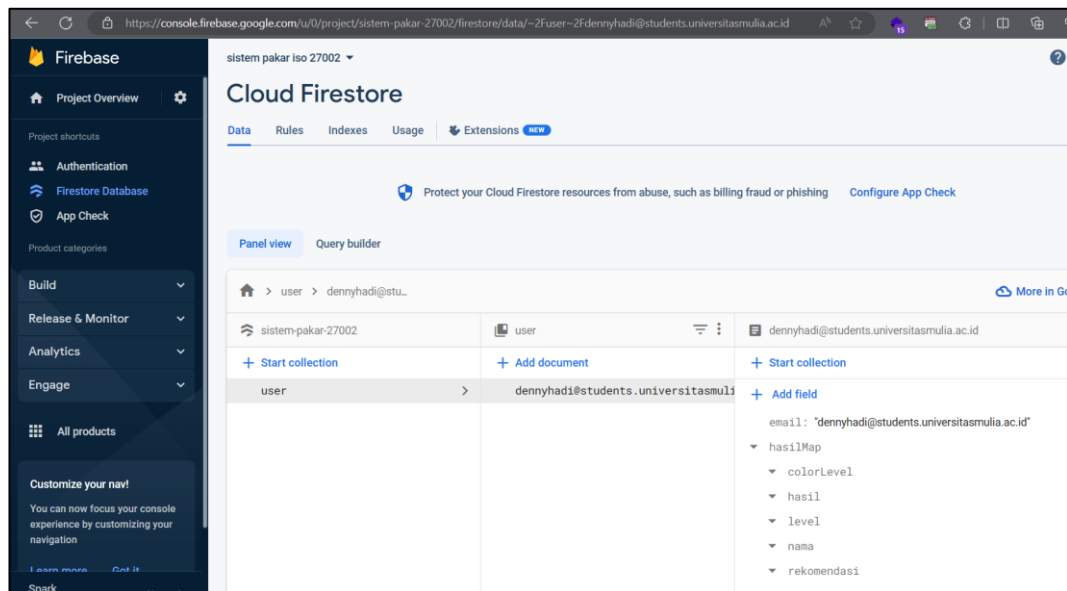 https://console.firebase.google.com/u/0/project/sistem-pakar-27002/firestore/data/~2Fuser~2Fdennyhadi@students.universitasmulia.ac.id
15
Firebase
Project Overview
Project shortcuts
Authentication
Firestore Database
App Check
Product categories
Build
Release & Monitor
Analytics
Engage
All products
Customize your nav!
You can now focus your console
experience by customizing your
navigation
Learn more Got it
Spark
sistem pakar iso 27002
Cloud Firestore
Data Rules Indexes Usage Extensions NEW
Protect your Cloud Firestore resources from abuse, such as billing fraud or phishing Configure App Check
Panel view Query builder
user > dennyhadi@stu…
More in Go
sistem-pakar-27002
+ Start collection
user
user
+ Add document
dennyhadi@students.universitasmuli
dennyhadi@students.universitasmulia.ac.id
+ Start collection
+ Add field
email: "dennyhadi@students.universitasmulia.ac.id"
hasilMap
colorLevel
hasil
level
nama
rekomendasi